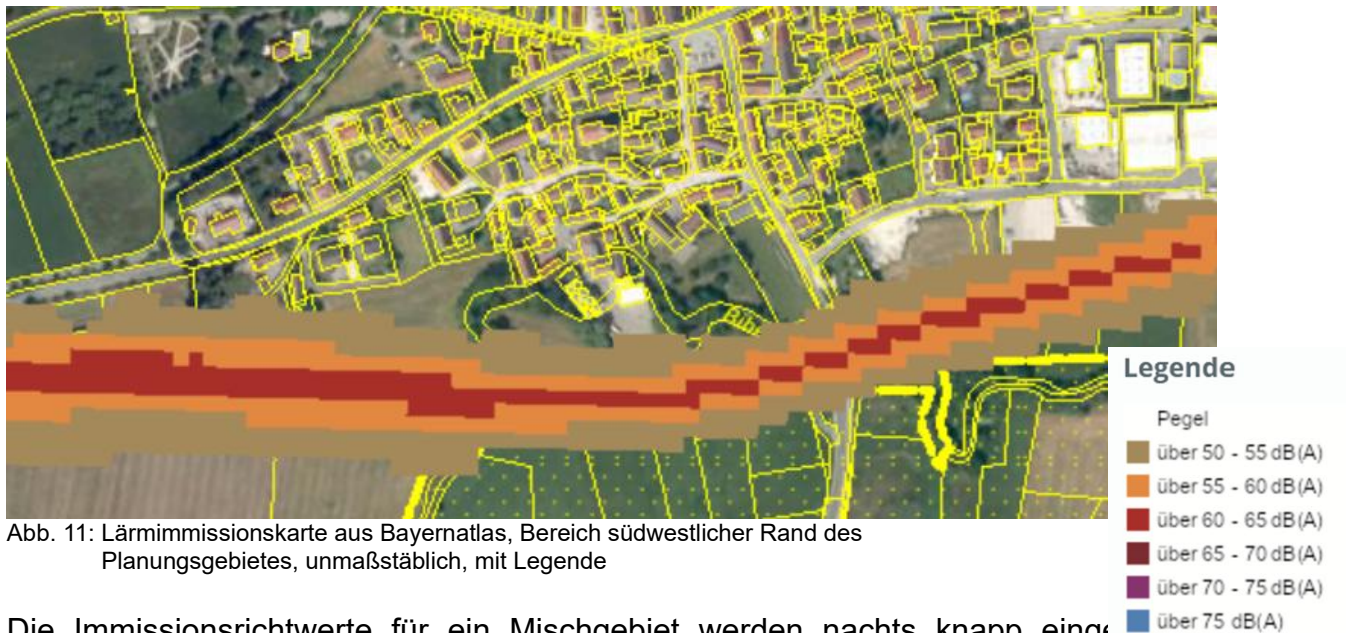 Legende
Pegel
über 50 - 55 dB(A)
über 55 - 60 dB(A)
über 60 - 65 dB(A)
über 65 - 70 dB(A)
über 70 - 75 dB(A)
über 75 dB(A)
Abb. 11: Lärmimmissionskarte aus Bayernatlas, Bereich südwestlicher Rand des
Planungsgebietes, unmaßstäblich, mit Legende
Die Immissionsrichtwerte für ein Mischgebiet werden nachts knapp